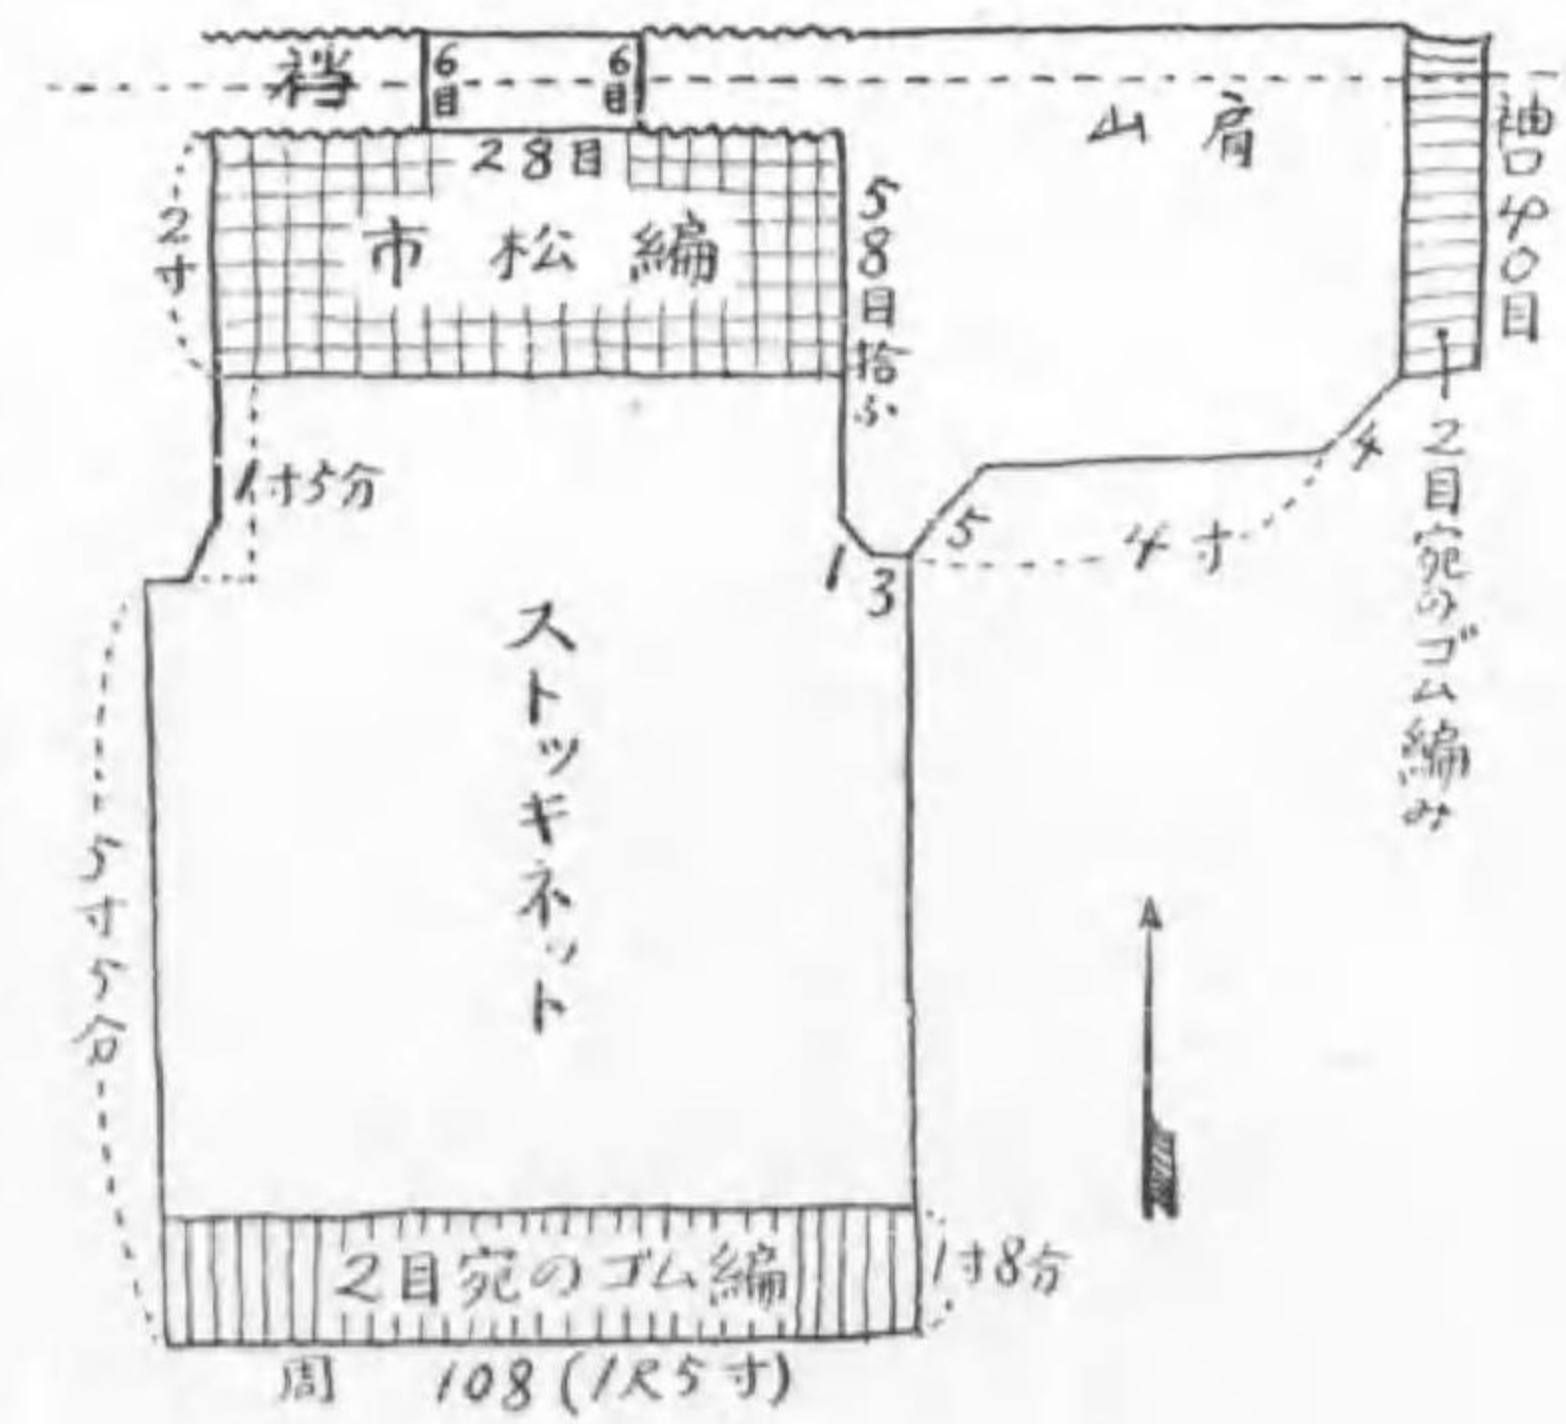 裆
6目
6目
山肩
袖口40目
28目
2寸
市松編
58目拾ふ
1寸5分
4
5
4寸
1
3
2目宛のゴム編み
ストッキネット
5寸5分
2目宛のゴム編
1寸8分
周 108(1尺5寸)